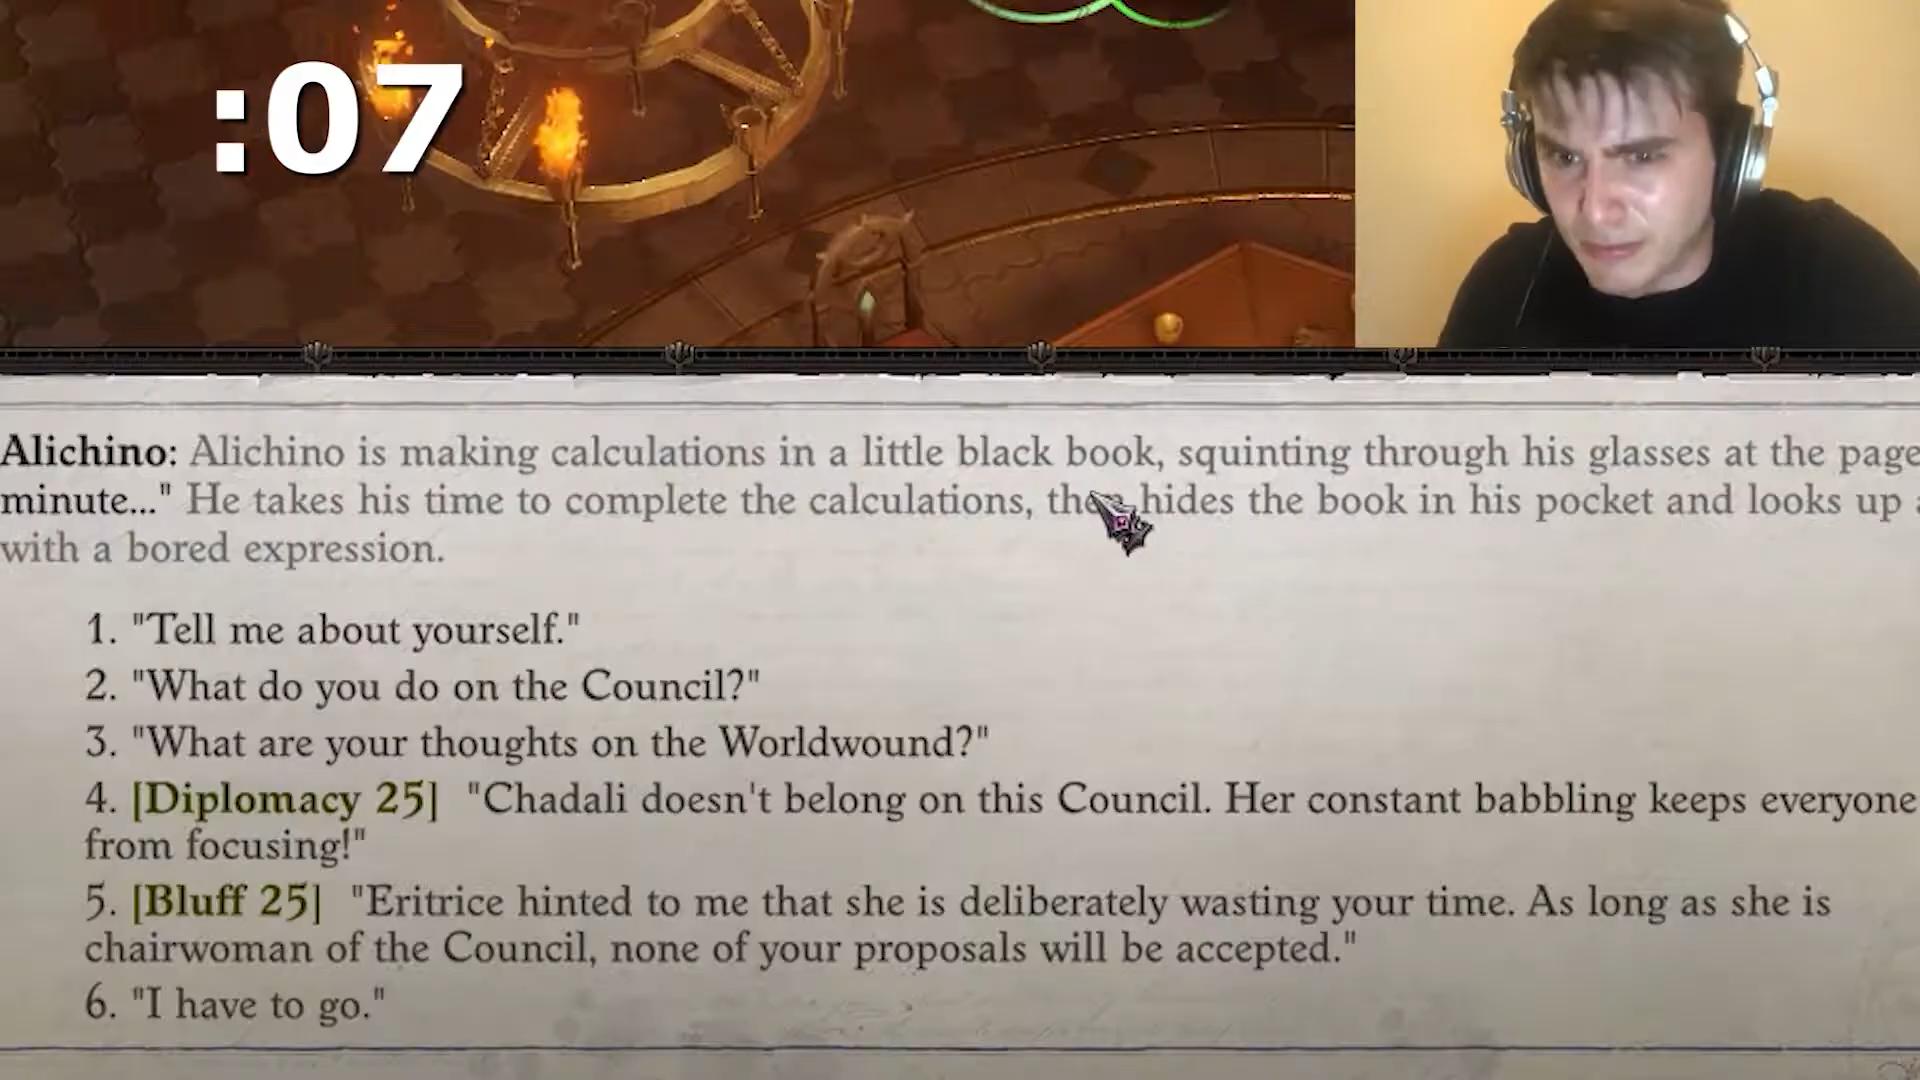 :07
Alichino: Alichino is making calculations in a little black book, squinting through his glasses at the page
minute..." He takes his time to complete the calculations, then hides the book in his pocket and looks up
with a bored expression.
1. "Tell me about yourself."
2. "What do you do on the Council?"
3. "What are your thoughts on the Worldwound?"
4. [Diplomacy 25] "Chadali doesn't belong on this Council. Her constant babbling keeps everyone
from focusing!"
5. [Bluff 25] "Eritrice hinted to me that she is deliberately wasting your time. As long as she is
chairwoman of the Council, none of your proposals will be accepted."
6. "I have to go."